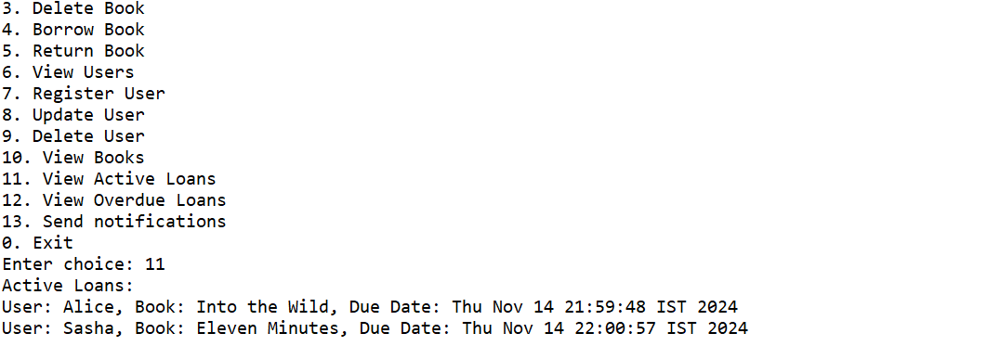 3. Delete Book
4. Borrow Book
5. Return Book
6. View Users
7. Register User
8. Update User
9. Delete User
10. View Books
11. View Active Loans
12. View Overdue Loans
13. Send notifications
0. Exit
Enter choice: 11
Active Loans:
User: Alice, Book: Into the Wild, Due Date: Thu Nov 14 21:59:48 IST 2024
User: Sasha, Book: Eleven Minutes, Due Date: Thu Nov 14 22:00:57 IST 2024